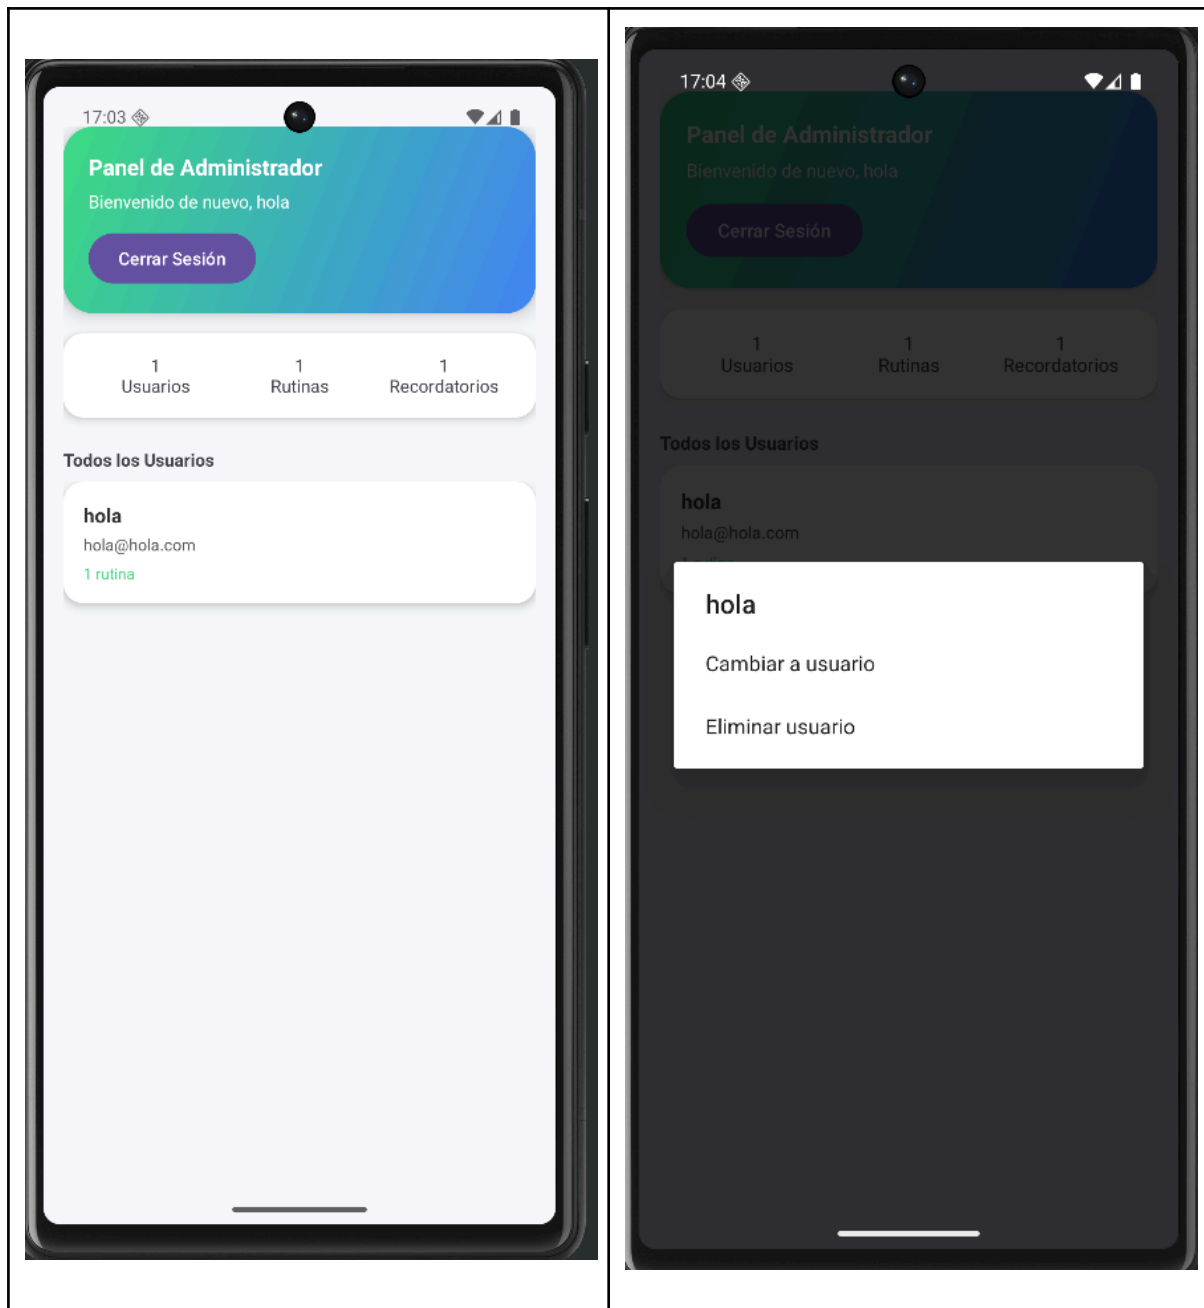 17:03
Panel de Administrador
Bienvenido de nuevo, hola
Cerrar Sesión
1 1 1
Usuarios Rutinas Recordatorios
Todos los Usuarios
hola
hola@hola.com
1 rutina
17:04
Panel de Administrador
Bienvenido de nuevo, hola
Cerrar Sesión
1 1 1
Usuarios Rutinas Recordatorios
Todos los Usuarios
hola
hola@hola.com
hola
Cambiar a usuario
Eliminar usuario